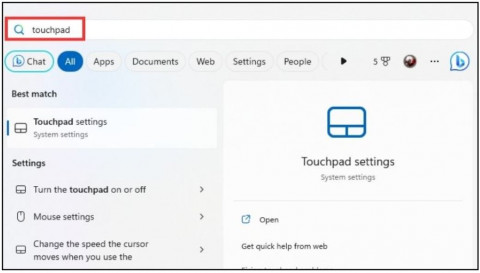 touchpad
Chat All Apps Documents Web Settings People 5
Best match
Touchpad settings
System settings
Settings
Turn the touchpad on or off
Mouse settings
Change the speed the cursor
moves when you use the
Touchpad settings
System settings
Open
Get quick help from web